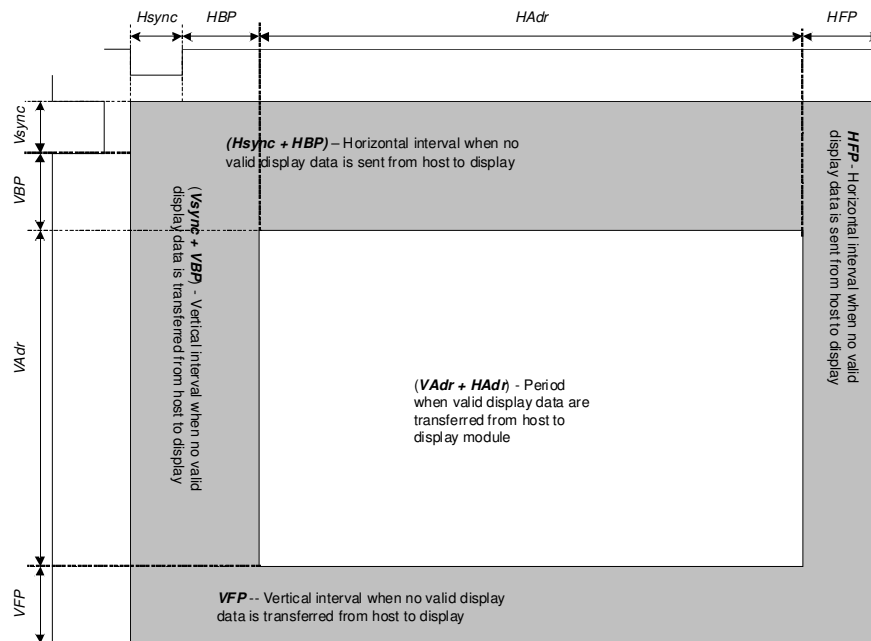 Hsync HBP HAdr HFP
Vsync
VBP
VAdr
VFP
(Hsync + HBP) – Horizontal interval when no
valid display data is sent from host to display
(Vsync + VBP) - Vertical interval when no valid
display data is transferred from host to display
HFP - Horizontal interval when no valid
display data is sent from host to display
(VAdr + HAdr) - Period
when valid display data are
transferred from host to
display module
VFP -- Vertical interval when no valid display
data is transferred from host to display